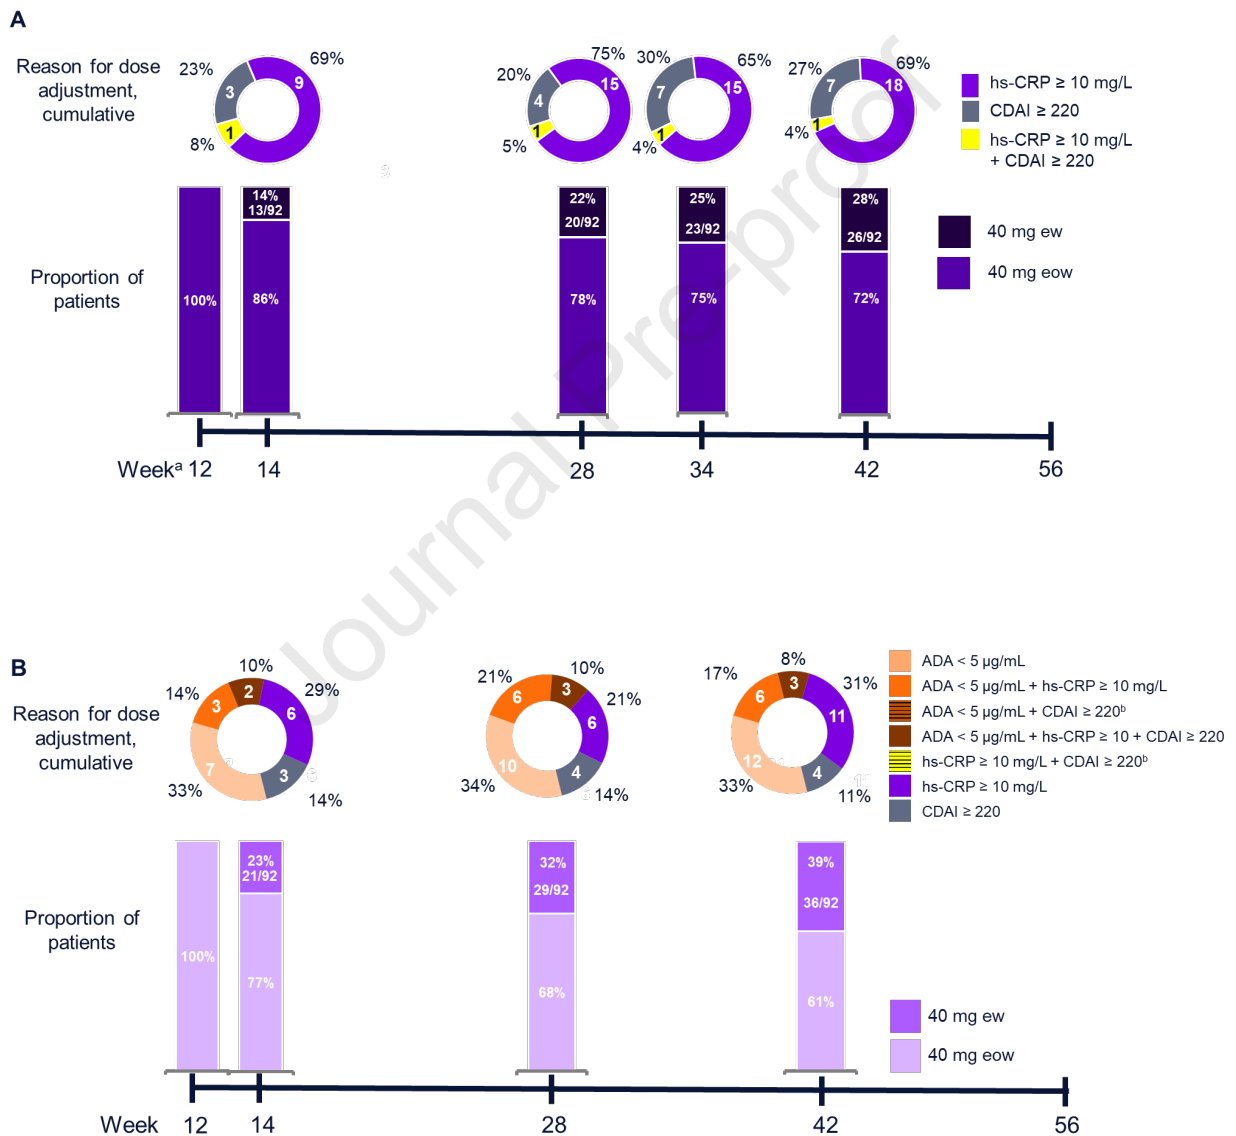 A
Reason for dose
adjustment,
cumulative
23%
69%
3
9
1
8%
20%
75%
4
15
1
5%
30%
65%
7
15
1
4%
27%
69%
7
18
1
4%
hs-CRP ≥ 10 mg/L
CDAI ≥ 220
hs-CRP ≥ 10 mg/L
+ CDAI ≥ 220
3
Proportion of
patients
100%
14%
13/92
86%
22%
20/92
78%
25%
23/92
75%
28%
26/92
72%
40 mg ew
40 mg eow
Weekᵃ 12 14 28 34 42 56
Journal Pre-proof
B
Reason for dose
adjustment,
cumulative
10%
14%
29%
2
3
6
7
3
33%
14%
21%
10%
21%
6
3
6
10
4
34%
14%
17%
8%
31%
6
3
11
12
4
33%
11%
ADA < 5 µg/mL
ADA < 5 µg/mL + hs-CRP ≥ 10 mg/L
ADA < 5 µg/mL + CDAI ≥ 220ᵇ
ADA < 5 µg/mL + hs-CRP ≥ 10 + CDAI ≥ 220
hs-CRP ≥ 10 mg/L + CDAI ≥ 220ᵇ
hs-CRP ≥ 10 mg/L
CDAI ≥ 220
Proportion of
patients
100%
23%
21/92
77%
32%
29/92
68%
39%
36/92
61%
40 mg ew
40 mg eow
Week 12 14 28 42 56